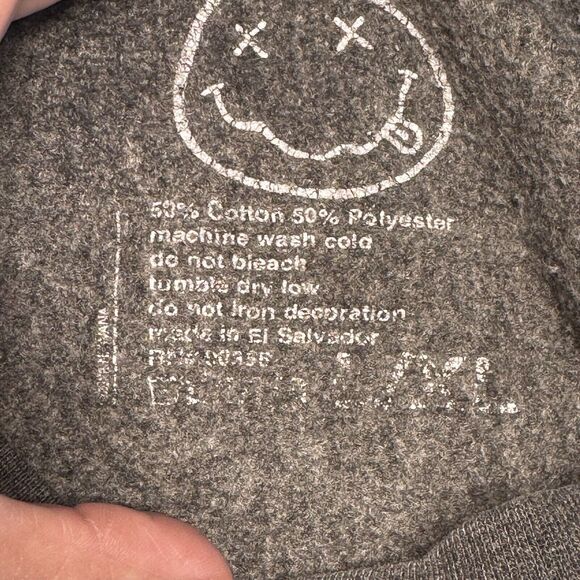 50% Cotton 50% Polyester
machine wash cold
do not bleach
tumble dry low
do not iron decoration
made in El Salvador
L/XL